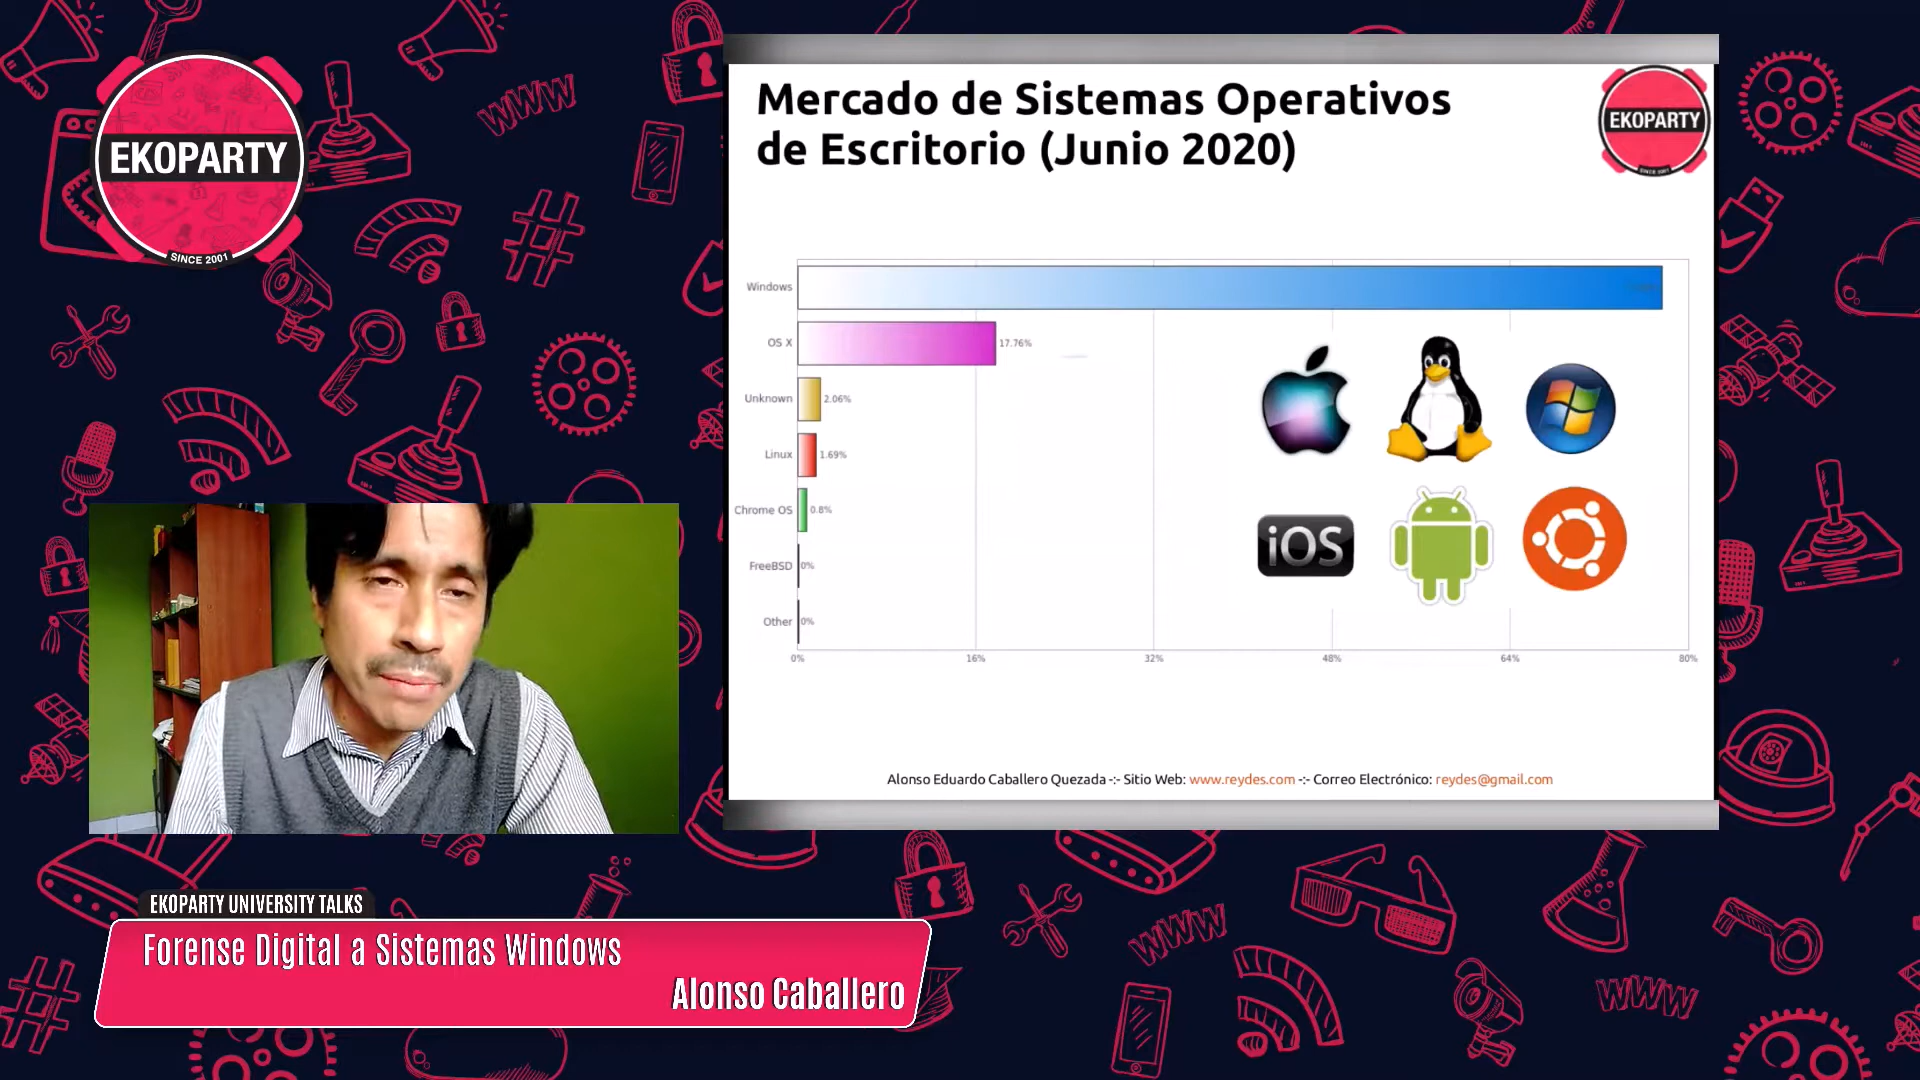 EKOPARTY
SINCE 2001
Mercado de Sistemas Operativos
de Escritorio (Junio 2020)
EKOPARTY
SINCE 2001
Windows
OS X
17.76%
Unknown
2.06%
Linux
1.69%
Chrome OS
0.8%
FreeBSD
0%
Other
0%
0%
16%
32%
48%
64%
80%
iOS
Alonso Eduardo Caballero Quezada -:- Sitio Web: www.reydes.com -:- Correo Electrónico: reydes@gmail.com
EKOPARTY UNIVERSITY TALKS
Forense Digital a Sistemas Windows
Alonso Caballero
WWW
WWW
WWW